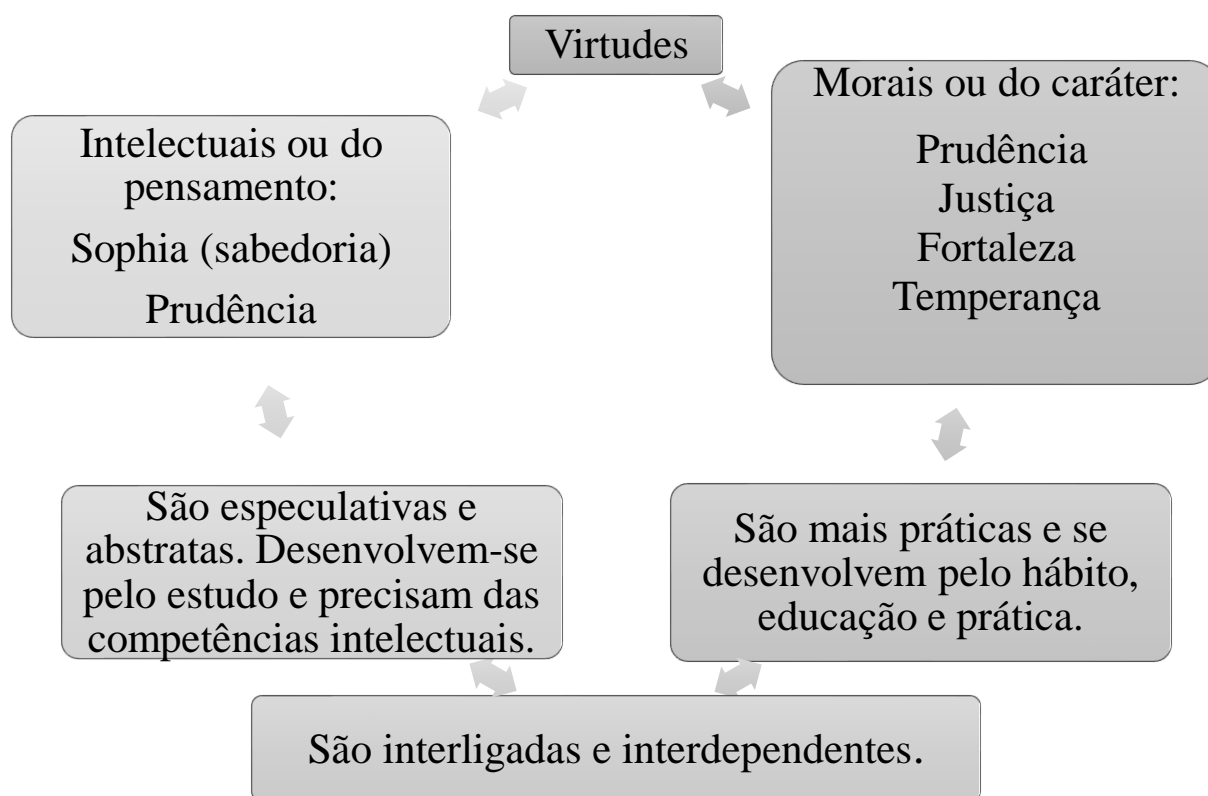 Virtudes
Intelectuais ou do
pensamento:
Sophia (sabedoria)
Prudência
Morais ou do caráter:
Prudência
Justiça
Fortaleza
Temperança
São especulativas e
abstratas. Desenvolvem-se
pelo estudo e precisam das
competências intelectuais.
São mais práticas e se
desenvolvem pelo hábito,
educação e prática.
São interligadas e interdependentes.